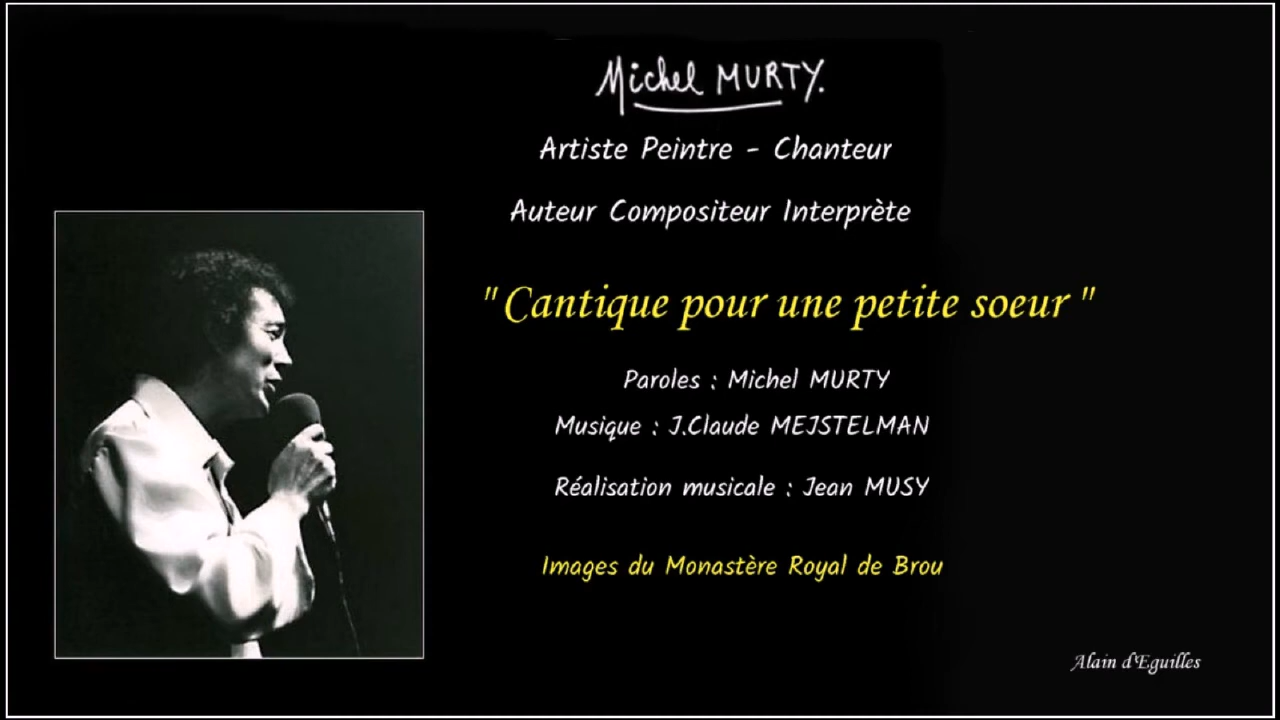 Michel MURTY.
Artiste Peintre - Chanteur
Auteur Compositeur Interprète
" Cantique pour une petite soeur "
Paroles : Michel MURTY
Musique : J.Claude MEJSTELMAN
Réalisation musicale : Jean MUSY
Images du Monastère Royal de Brou
Alain d'Eguilles